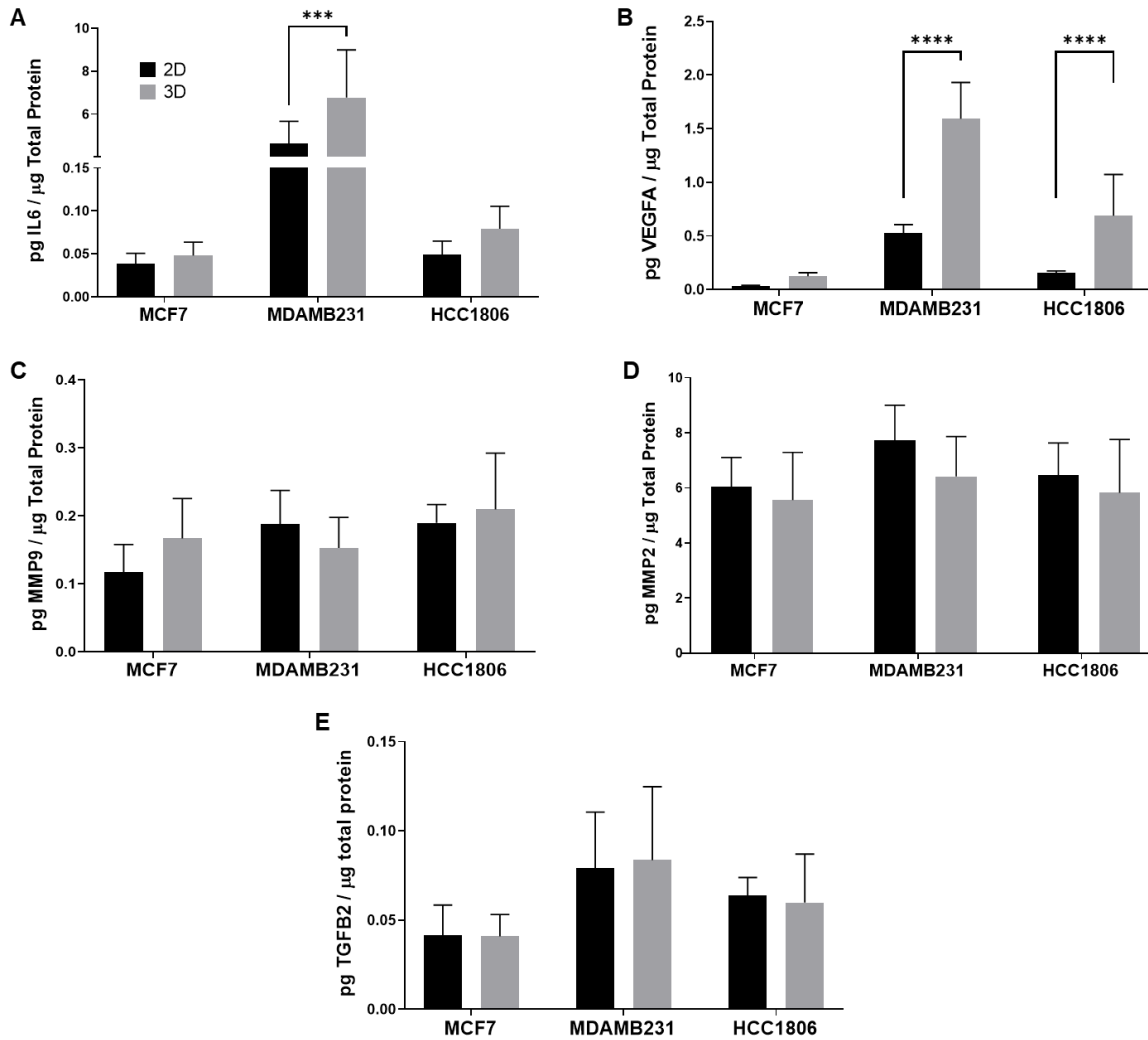 A
pg IL6 / µg Total Protein
10
8
6
0.15
0.10
0.05
0.00
***
2D
3D
MCF7
MDAMB231
HCC1806
B
pg VEGFA / µg Total Protein
2.5
2.0
1.5
1.0
0.5
0.0
****
****
MCF7
MDAMB231
HCC1806
C
pg MMP9 / µg Total Protein
0.4
0.3
0.2
0.1
0.0
MCF7
MDAMB231
HCC1806
D
pg MMP2 / µg Total Protein
10
8
6
4
2
0
MCF7
MDAMB231
HCC1806
E
pg TGFB2 / µg total protein
0.15
0.10
0.05
0.00
MCF7
MDAMB231
HCC1806